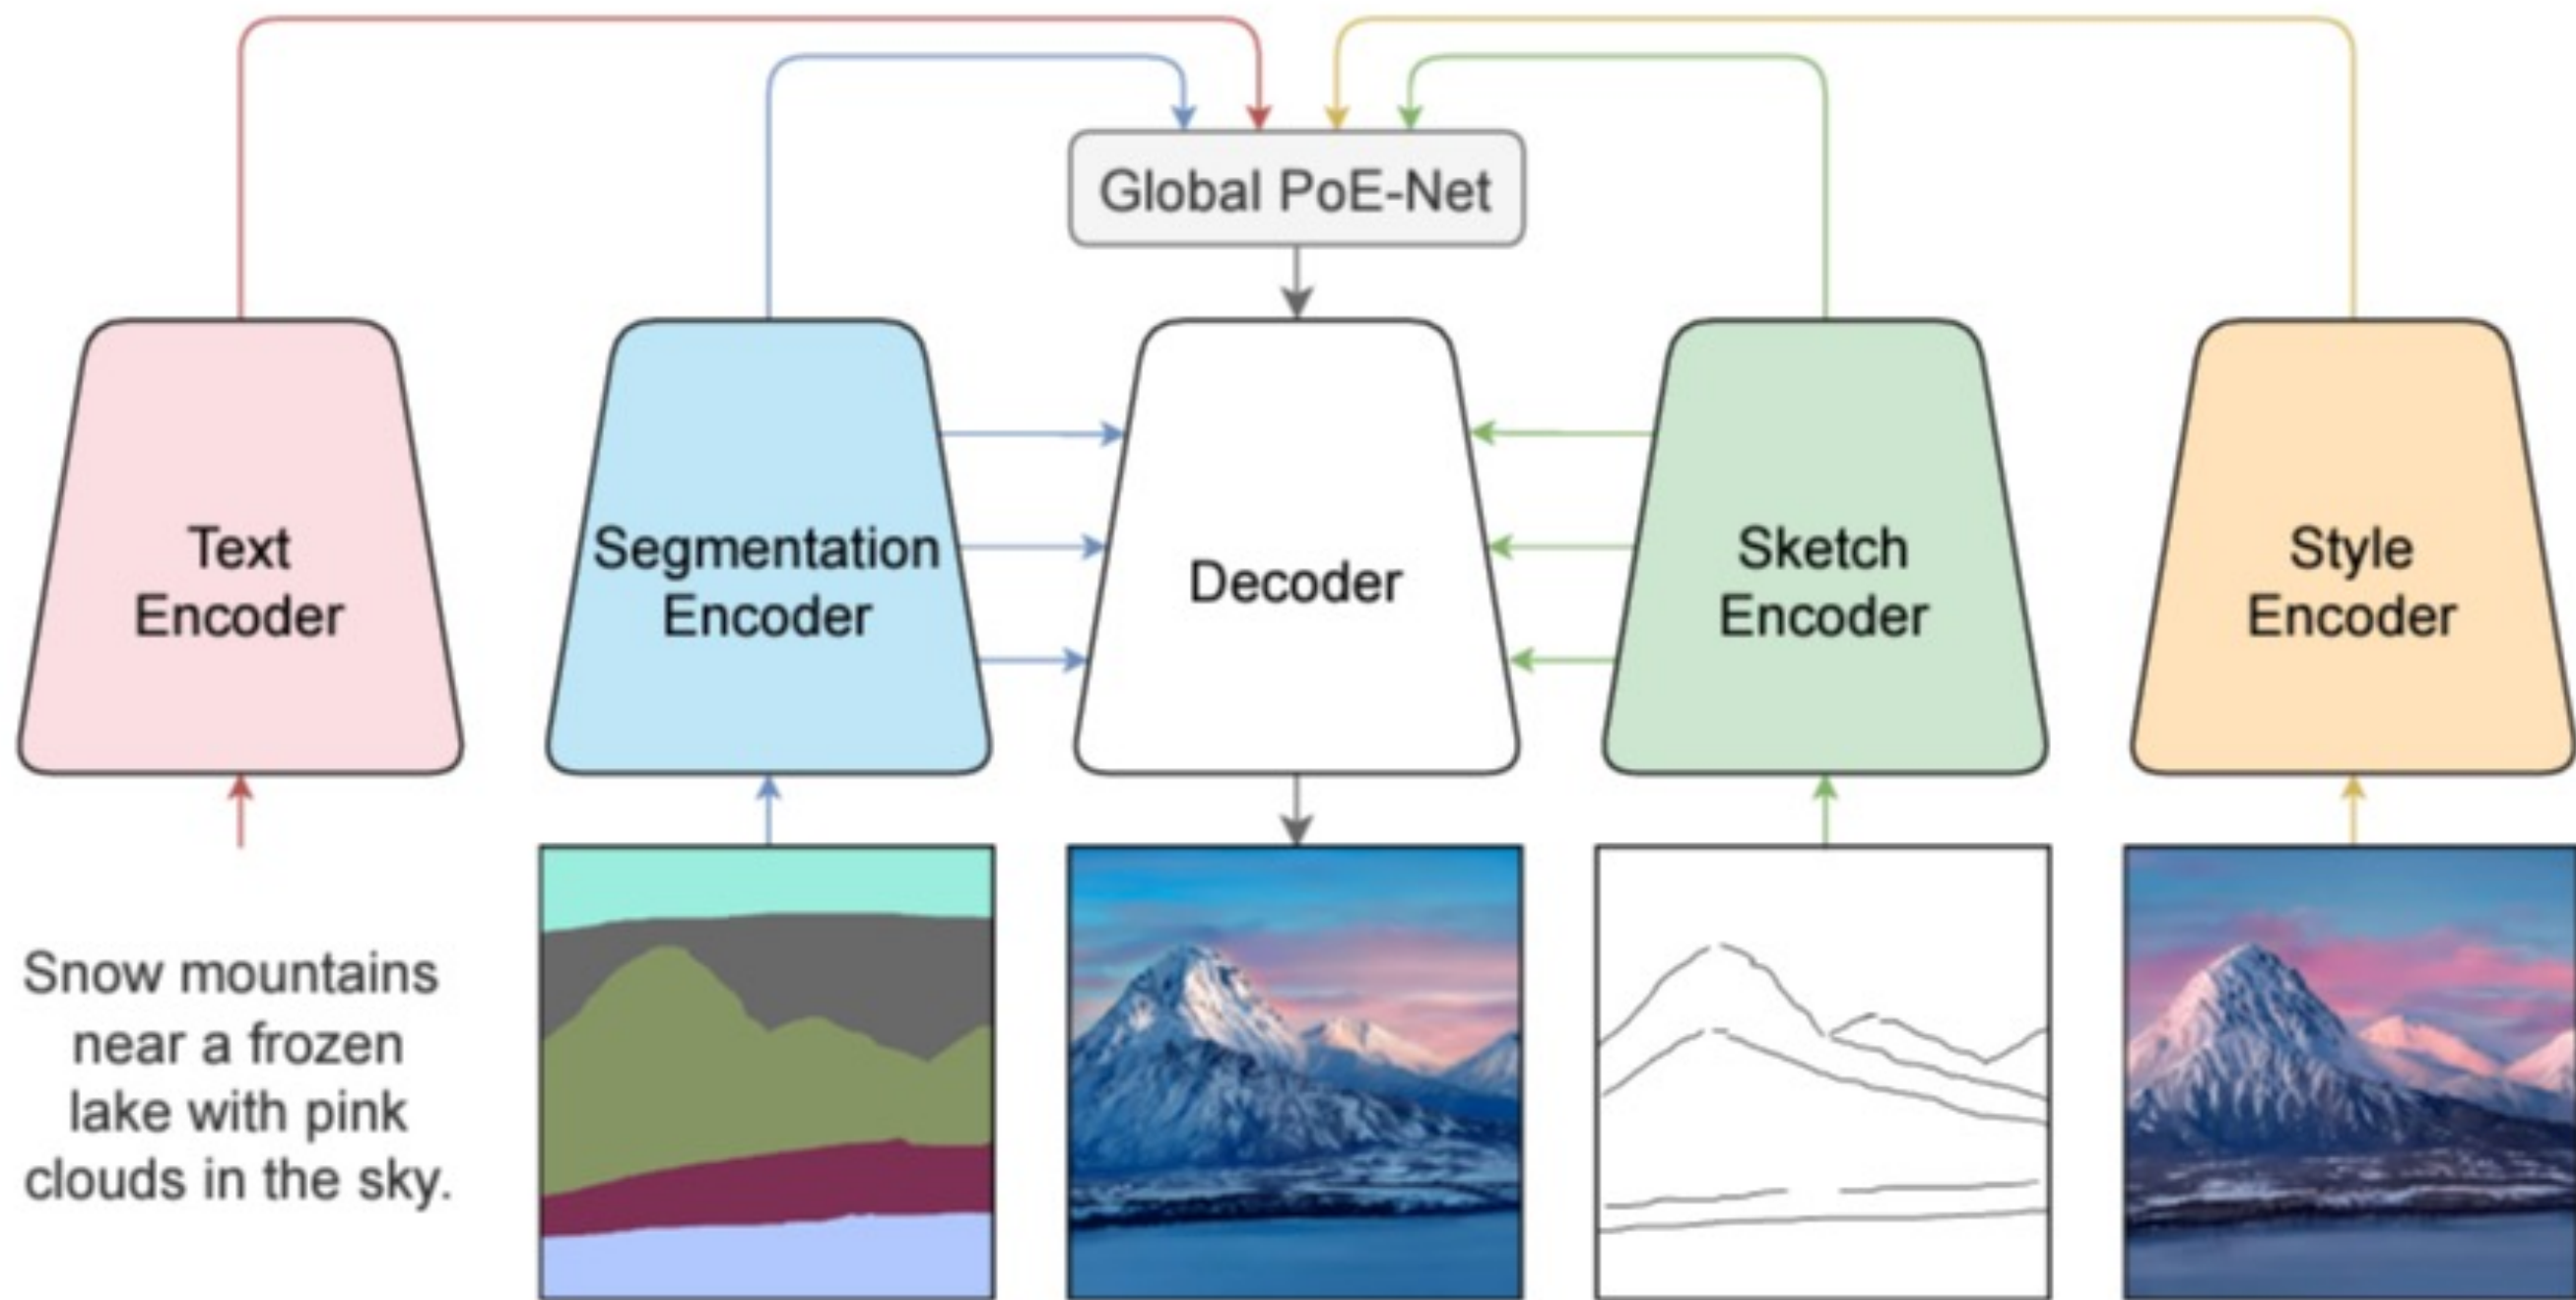 Global PoE-Net
Text
Encoder
Segmentation
Encoder
Decoder
Sketch
Encoder
Style
Encoder
Snow mountains
near a frozen
lake with pink
clouds in the sky.